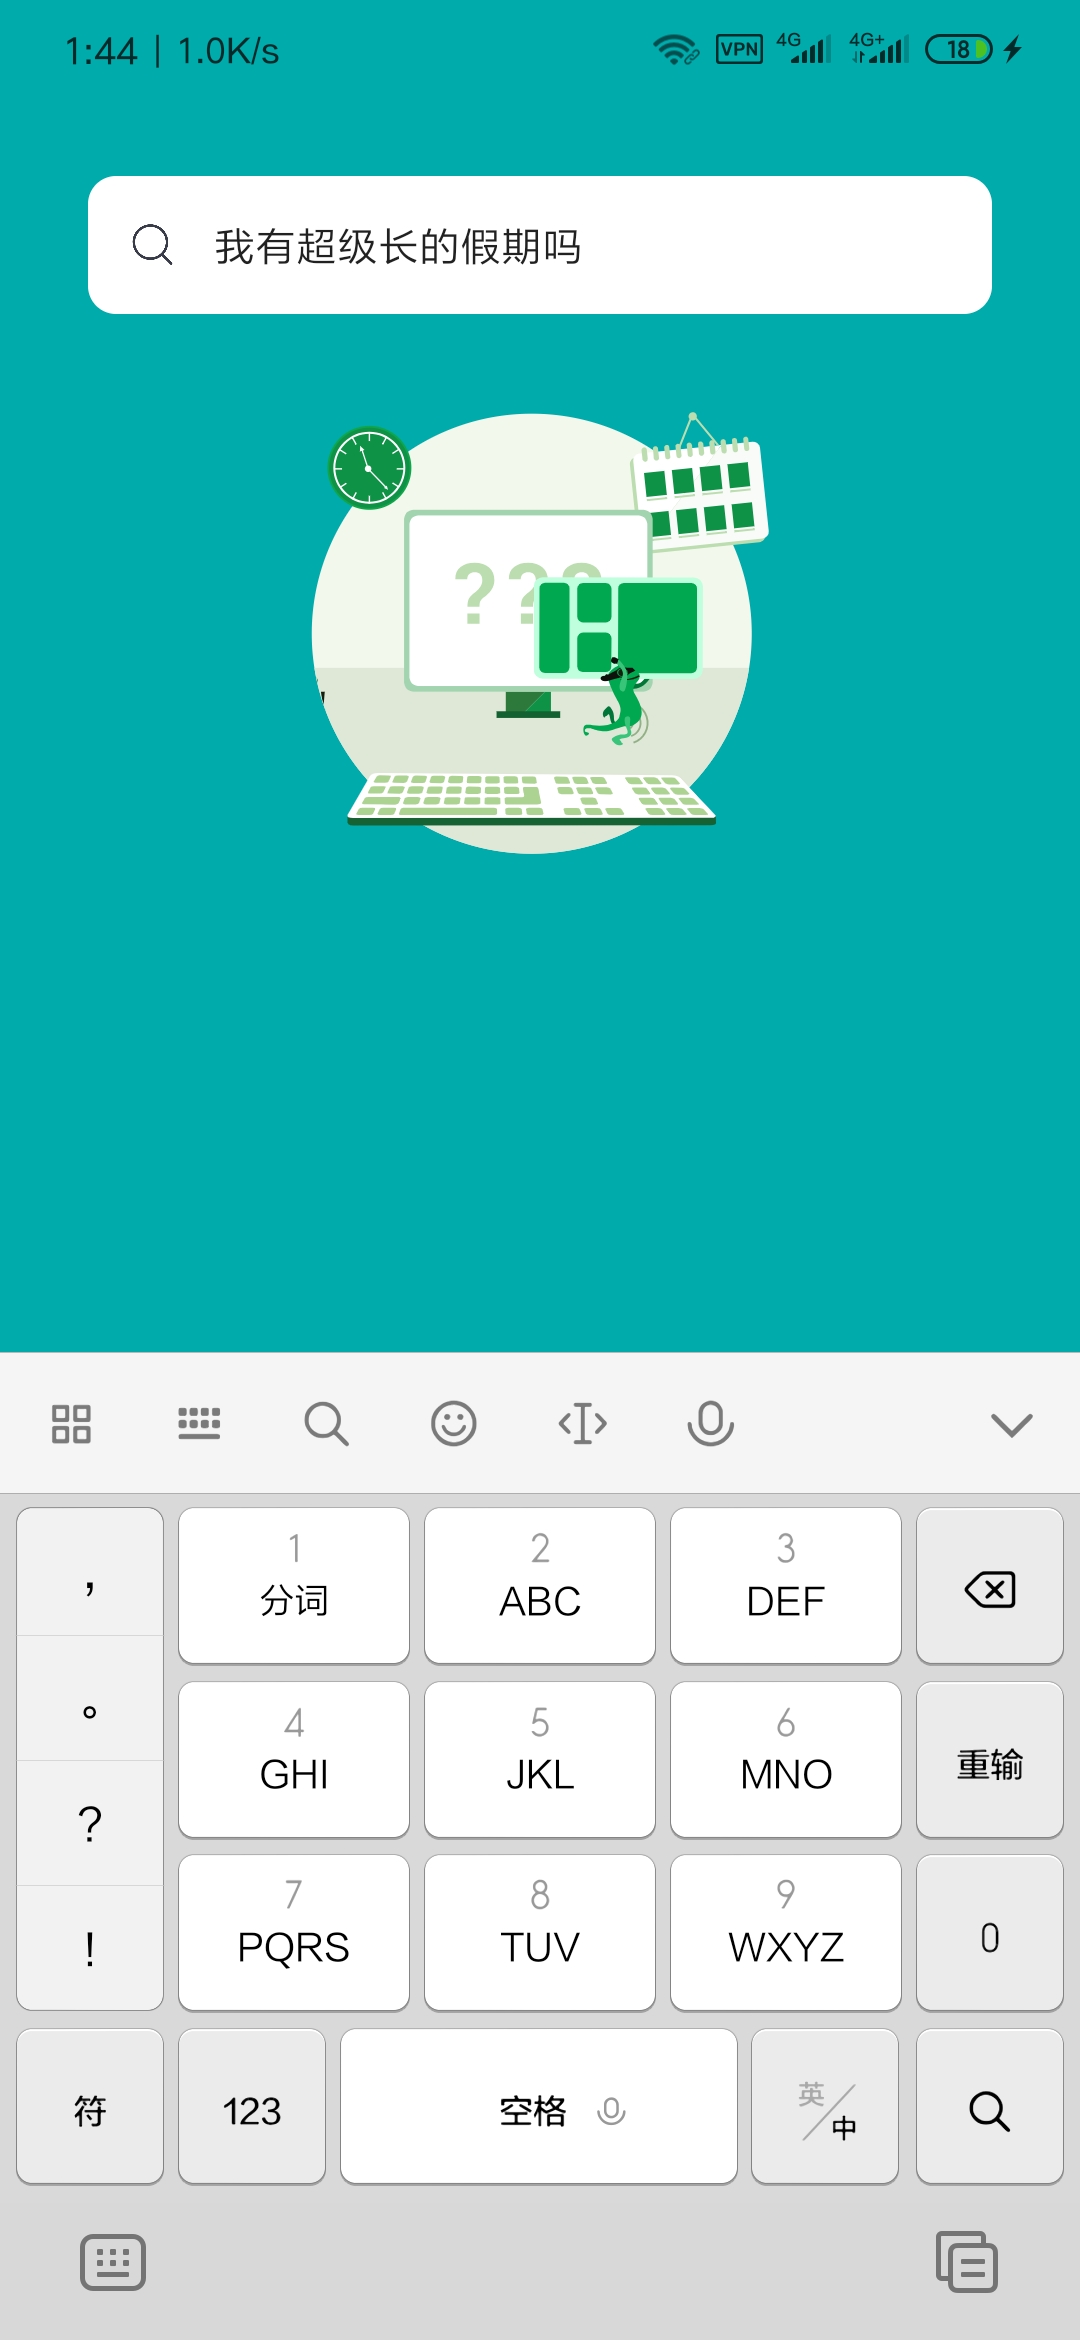 1:44 | 1.0K/s VPN 4G 4G+ 18
我有超级长的假期吗
???
， 1 2 3
分词 ABC DEF
。 4 5 6
GHI JKL MNO 重输
? 7 8 9
PQRS TUV WXYZ 0
!
符 123 空格 英/中